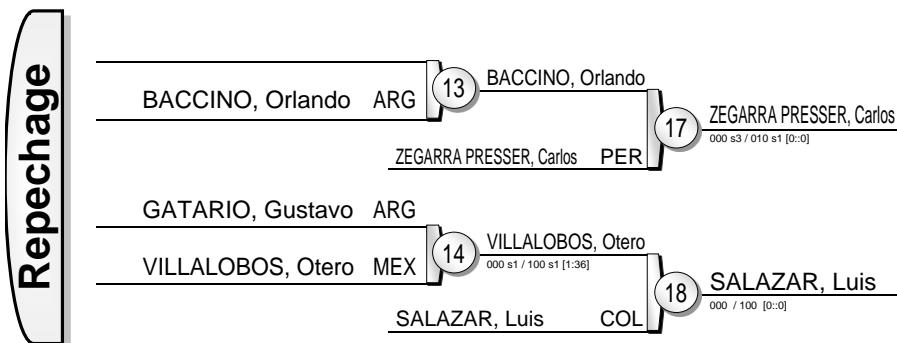 Repechage
BACCINO, Orlando ARG
13
BACCINO, Orlando
ZEGARRA PRESSER, Carlos PER
17
ZEGARRA PRESSER, Carlos
000 s3 / 010 s1 [0::0]
GATARIO, Gustavo ARG
VILLALOBOS, Otero MEX
14
VILLALOBOS, Otero
000 s1 / 100 s1 [1:36]
SALAZAR, Luis COL
18
SALAZAR, Luis
000 / 100 [0::0]